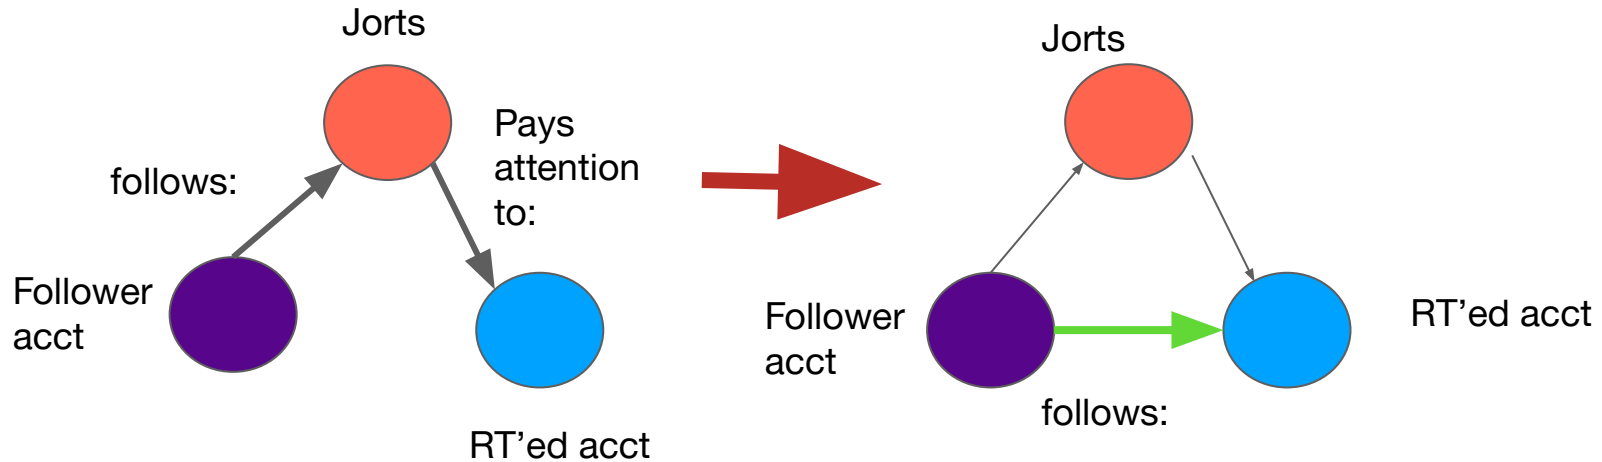 Jorts
follows:
Pays
attention
to:
Follower
acct
RT’ed acct
Jorts
Follower
acct
RT’ed acct
follows: